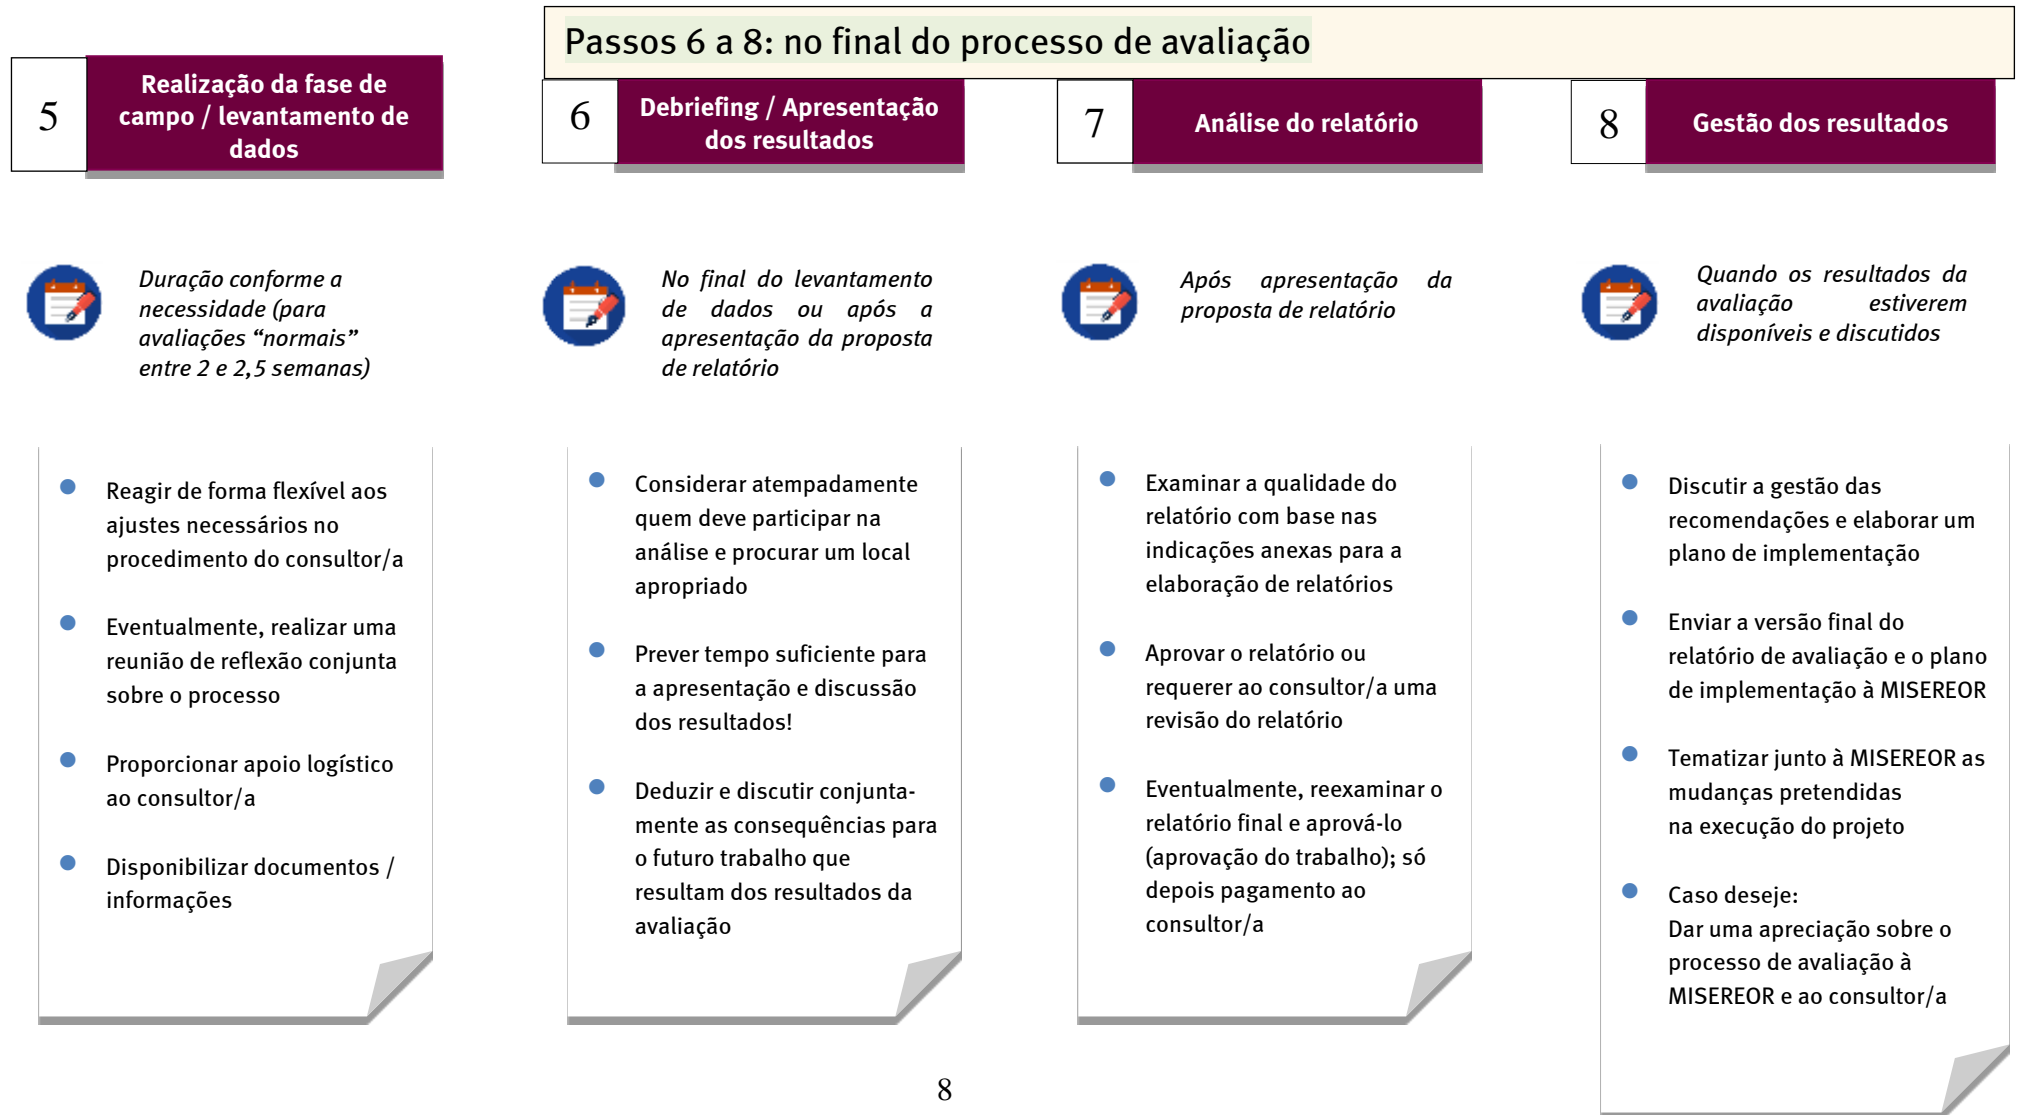 Passos 6 a 8: no final do processo de avaliação
5
Realização da fase de
campo / levantamento de
dados
Duração conforme a
necessidade (para
avaliações “normais”
entre 2 e 2,5 semanas)
Reagir de forma flexível aos
ajustes necessários no
procedimento do consultor/a
Eventualmente, realizar uma
reunião de reflexão conjunta
sobre o processo
Proporcionar apoio logístico
ao consultor/a
Disponibilizar documentos /
informações
6
Debriefing / Apresentação
dos resultados
No final do levantamento
de dados ou após a
apresentação da proposta
de relatório
Considerar atempadamente
quem deve participar na
análise e procurar um local
apropriado
Prever tempo suficiente para
a apresentação e discussão
dos resultados!
Deduzir e discutir conjunta-
mente as consequências para
o futuro trabalho que
resultam dos resultados da
avaliação
7
Análise do relatório
Após apresentação da
proposta de relatório
Examinar a qualidade do
relatório com base nas
indicações anexas para a
elaboração de relatórios
Aprovar o relatório ou
requerer ao consultor/a uma
revisão do relatório
Eventualmente, reexaminar o
relatório final e aprová-lo
(aprovação do trabalho); só
depois pagamento ao
consultor/a
8
Gestão dos resultados
Quando os resultados da
avaliação estiverem
disponíveis e discutidos
Discutir a gestão das
recomendações e elaborar um
plano de implementação
Enviar a versão final do
relatório de avaliação e o plano
de implementação à MISEREOR
Tematizar junto à MISEREOR as
mudanças pretendidas
na execução do projeto
Caso deseje:
Dar uma apreciação sobre o
processo de avaliação à
MISEREOR e ao consultor/a
8